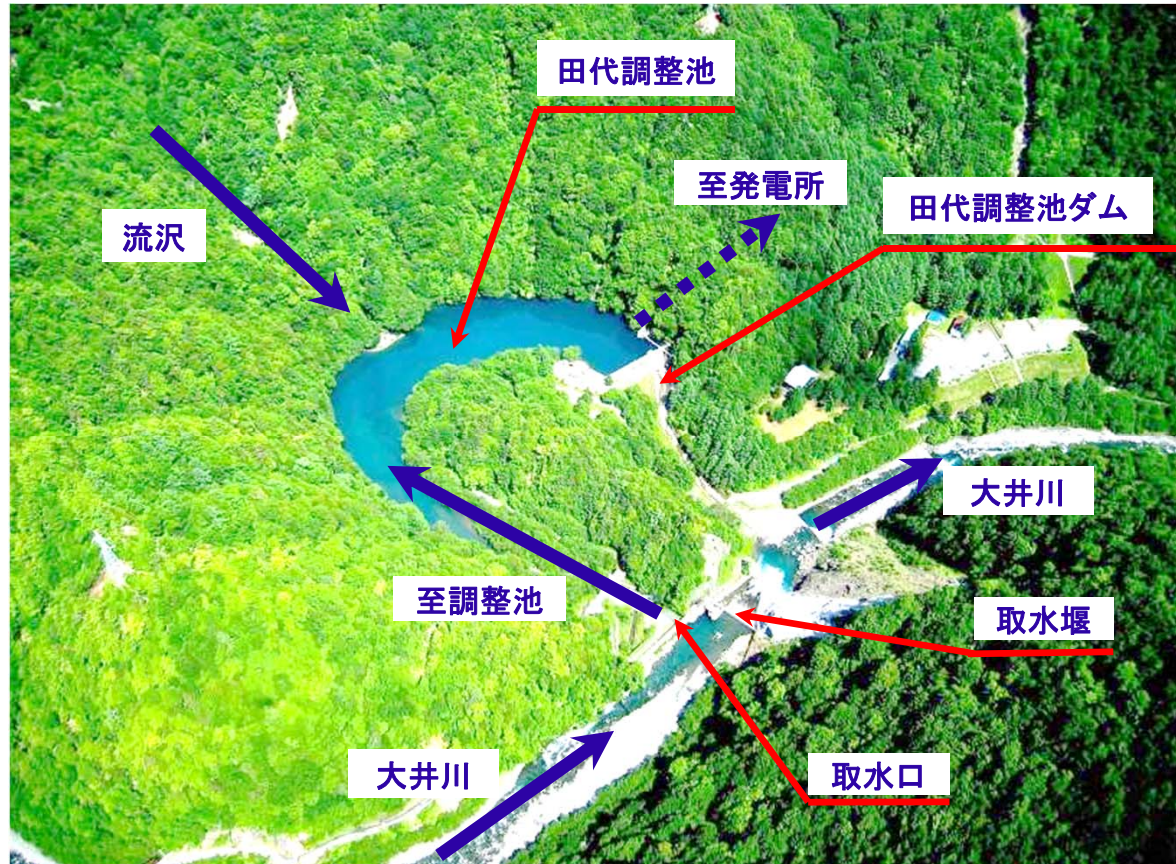 田代調整池
至発電所
田代調整池ダム
流沢
大井川
至調整池
取水堰
大井川
取水口